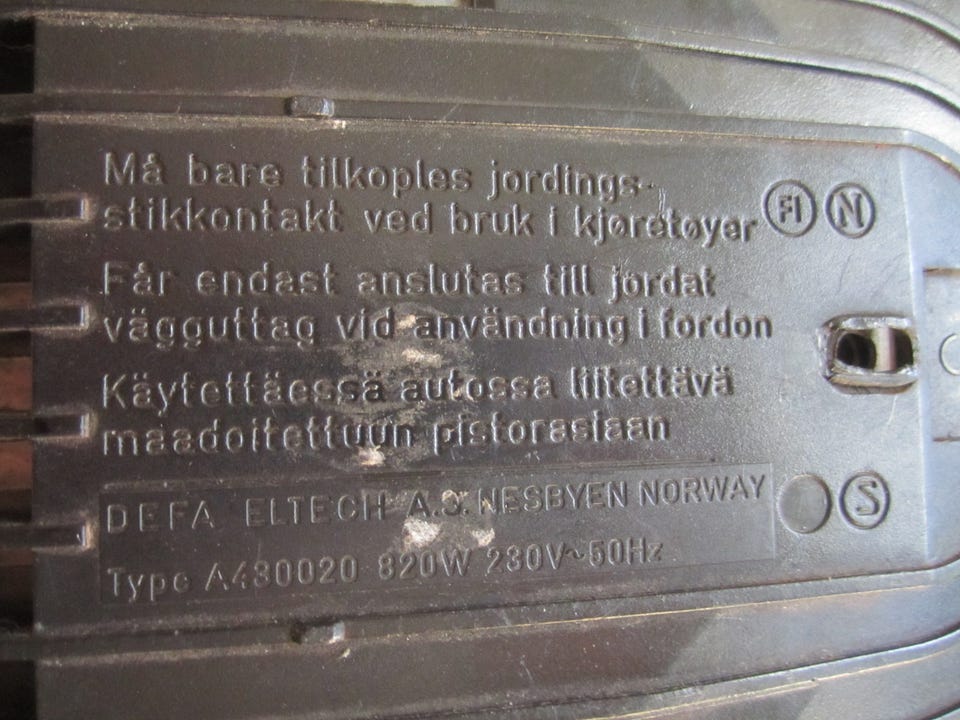 Må bare tilkoples jordings-
stikkontakt ved bruk i kjøretøyer
FI N
Får endast anslutas till jordat
vägguttag vid användning i fordon
Käytettäessä autossa liitettävä
maadoitettuun pistorasiaan
DEFA ELTECH A.S. NESBYEN NORWAY
S
Type A430020 820W 230V~50Hz